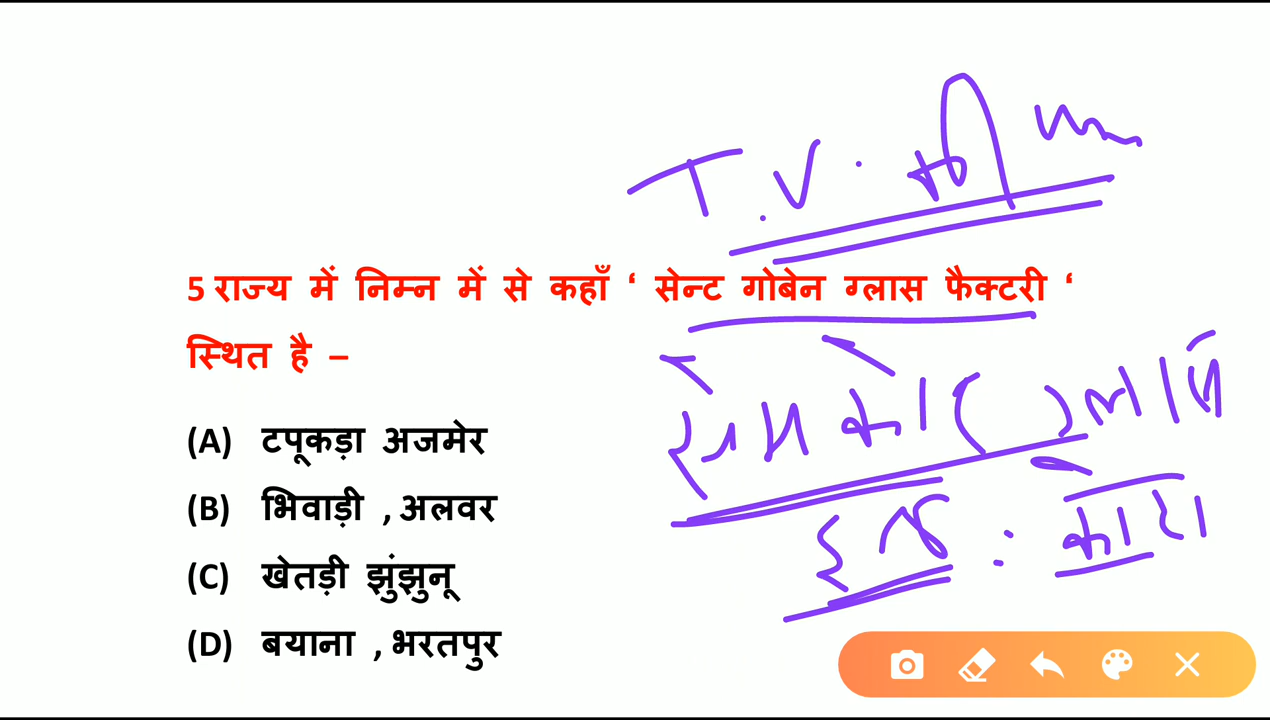 T.V. की
5 राज्य में निम्न में से कहाँ ‘ सेन्ट गोबेन ग्लास फैक्टरी ‘
स्थित है –
(A) टपूकड़ा अजमेर
(B) भिवाड़ी , अलवर
(C) खेतड़ी झुंझुनू
(D) बयाना , भरतपुर